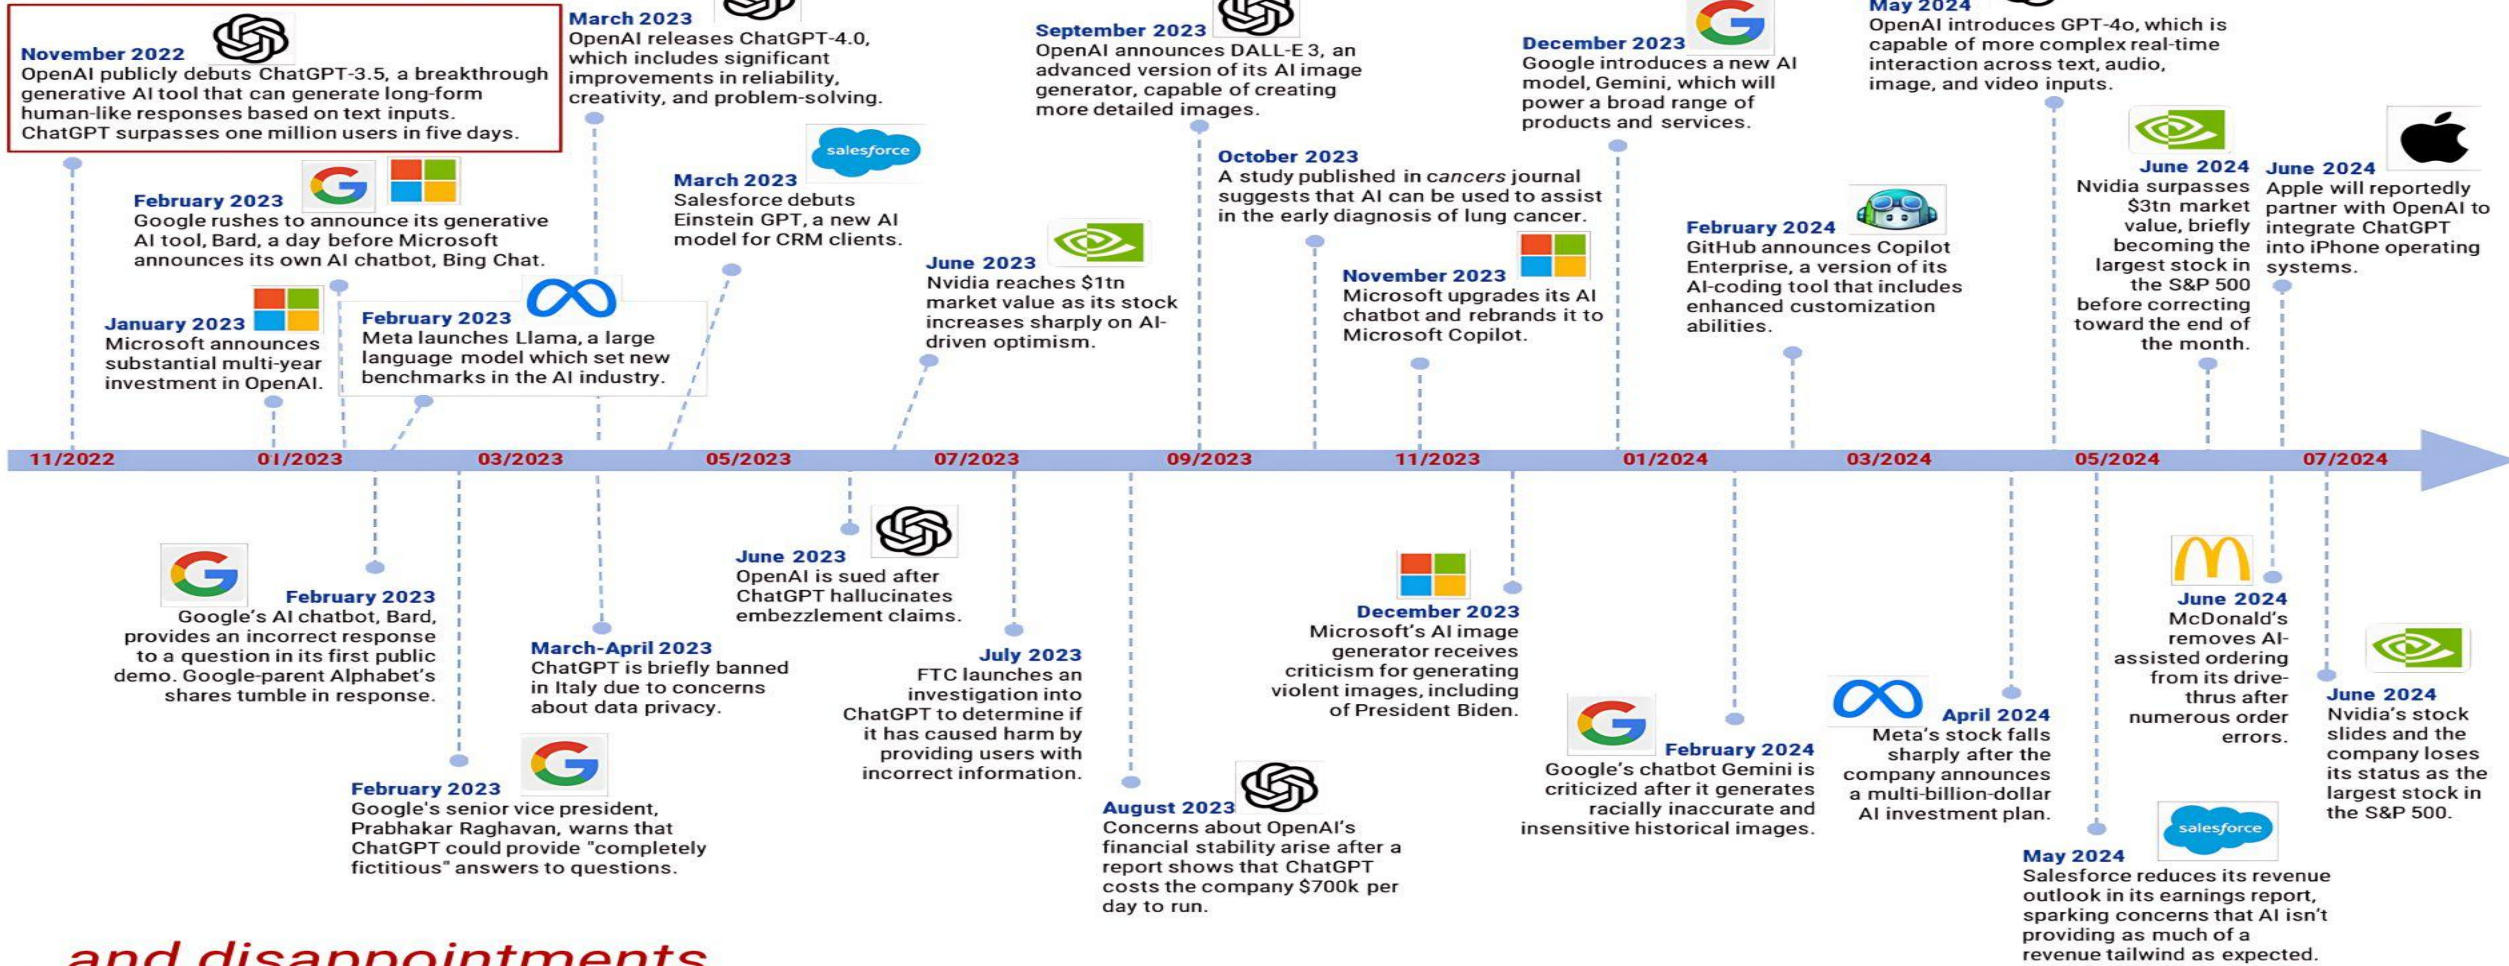 November 2022
OpenAI publicly debuts ChatGPT-3.5, a breakthrough
generative AI tool that can generate long-form
human-like responses based on text inputs.
ChatGPT surpasses one million users in five days.
March 2023
OpenAI releases ChatGPT-4.0,
which includes significant
improvements in reliability,
creativity, and problem-solving.
September 2023
OpenAI announces DALL-E 3, an
advanced version of its AI image
generator, capable of creating
more detailed images.
December 2023
Google introduces a new AI
model, Gemini, which will
power a broad range of
products and services.
May 2024
OpenAI introduces GPT-4o, which is
capable of more complex real-time
interaction across text, audio,
image, and video inputs.
February 2023
Google rushes to announce its generative
AI tool, Bard, a day before Microsoft
announces its own AI chatbot, Bing Chat.
salesforce
March 2023
Salesforce debuts
Einstein GPT, a new AI
model for CRM clients.
October 2023
A study published in cancers journal
suggests that AI can be used to assist
in the early diagnosis of lung cancer.
June 2024
Nvidia surpasses
$3tn market
value, briefly
becoming the
largest stock in
the S&P 500
before correcting
toward the end of
the month.
June 2024
Apple will reportedly
partner with OpenAI to
integrate ChatGPT
into iPhone operating
systems.
January 2023
Microsoft announces
substantial multi-year
investment in OpenAI.
February 2023
Meta launches Llama, a large
language model which set new
benchmarks in the AI industry.
June 2023
Nvidia reaches $1tn
market value as its stock
increases sharply on AI-
driven optimism.
November 2023
Microsoft upgrades its AI
chatbot and rebrands it to
Microsoft Copilot.
February 2024
GitHub announces Copilot
Enterprise, a version of its
AI-coding tool that includes
enhanced customization
abilities.
11/2022 01/2023 03/2023 05/2023 07/2023 09/2023 11/2023 01/2024 03/2024 05/2024 07/2024
February 2023
Google's AI chatbot, Bard,
provides an incorrect response
to a question in its first public
demo. Google-parent Alphabet's
shares tumble in response.
February 2023
Google's senior vice president,
Prabhakar Raghavan, warns that
ChatGPT could provide "completely
fictitious" answers to questions.
March-April 2023
ChatGPT is briefly banned
in Italy due to concerns
about data privacy.
June 2023
OpenAI is sued after
ChatGPT hallucinates
embezzlement claims.
July 2023
FTC launches an
investigation into
ChatGPT to determine if
it has caused harm by
providing users with
incorrect information.
August 2023
Concerns about OpenAI's
financial stability arise after a
report shows that ChatGPT
costs the company $700k per
day to run.
December 2023
Microsoft's AI image
generator receives
criticism for generating
violent images, including
of President Biden.
February 2024
Google's chatbot Gemini is
criticized after it generates
racially inaccurate and
insensitive historical images.
April 2024
Meta's stock falls
sharply after the
company announces
a multi-billion-dollar
AI investment plan.
salesforce
May 2024
Salesforce reduces its revenue
outlook in its earnings report,
sparking concerns that AI isn't
providing as much of a
revenue tailwind as expected.
June 2024
McDonald's
removes AI-
assisted ordering
from its drive-
thrus after
numerous order
errors.
June 2024
Nvidia's stock
slides and the
company loses
its status as the
largest stock in
the S&P 500.
and disappointments